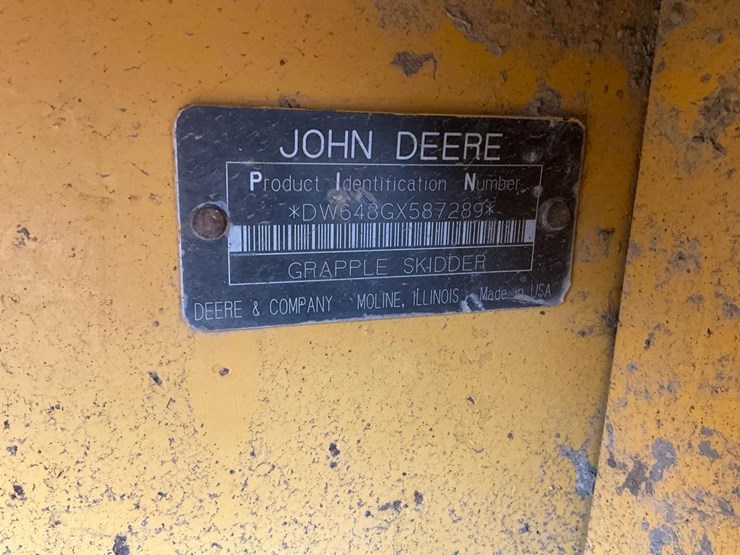 JOHN DEERE
Product Identification Number
*DW648GX587289*
GRAPPLE SKIDDER
DEERE & COMPANY MOLINE, ILLINOIS Made in USA